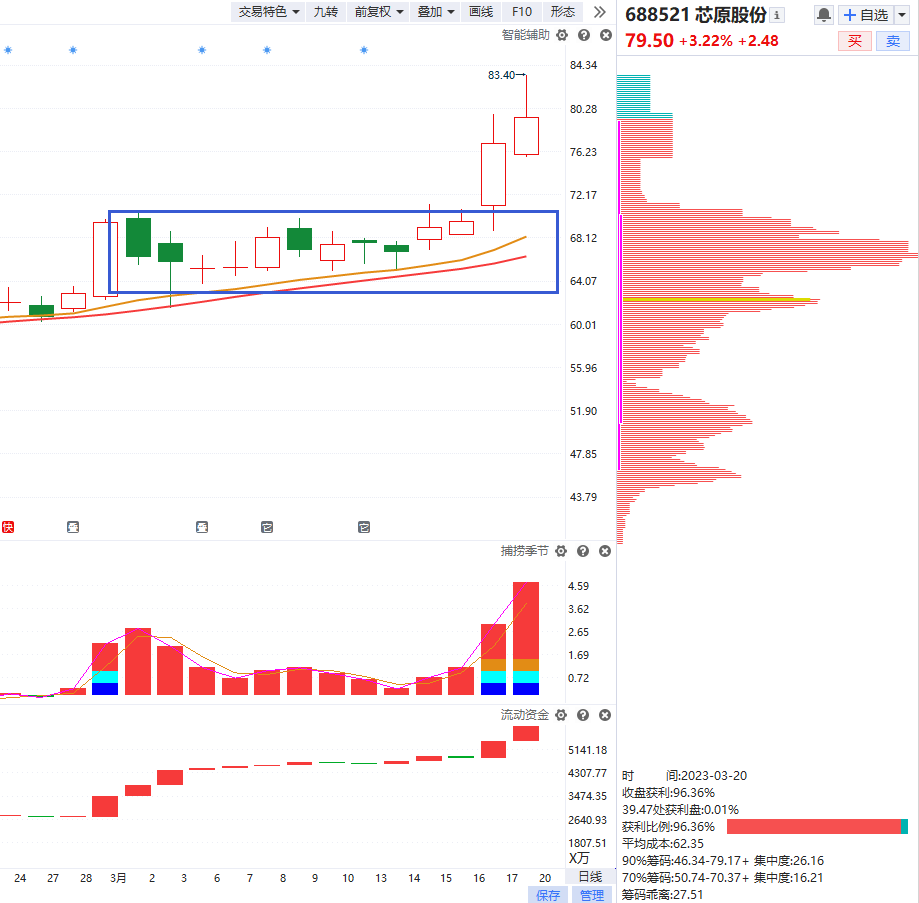 交易特色 九转 前复权 叠加 画线 F10 形态
688521 芯原股份 i
自选
79.50 +3.22% +2.48
买 卖
智能辅助
83.40
84.34
80.28
76.23
72.17
68.12
64.07
60.01
55.96
51.90
47.85
43.79
快
捕捞季节
4.59
3.62
2.65
1.69
0.72
流动资金
5141.18
4307.77
3474.35
2640.93
1807.51
X万
24 27 28 3月 2 3 6 7 8 9 10 13 14 15 16 17 20 日线
保存 管理
时 间:2023-03-20
收盘获利:96.36%
39.47处获利盘:0.01%
获利比例:96.36%
平均成本:62.35
90%筹码:46.34-79.17+ 集中度:26.16
70%筹码:50.74-70.37+ 集中度:16.21
筹码乖离:27.51